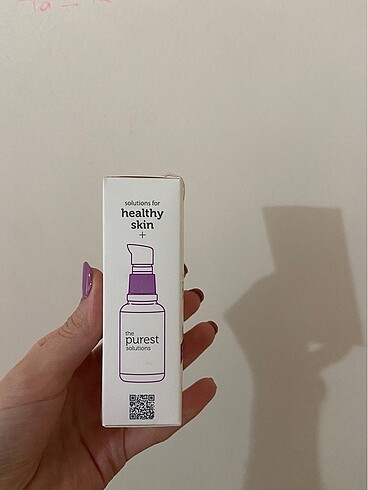 solutions for
healthy
skin
+
the
purest
solutions